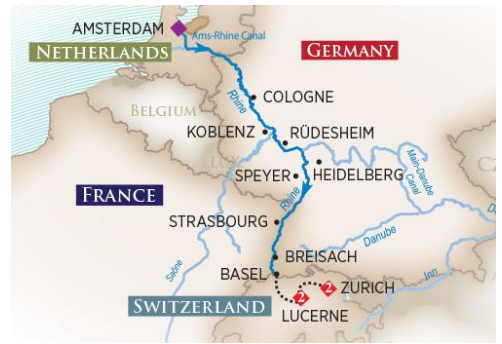 AMSTERDAM
Ams-Rhine Canal
NETHERLANDS
GERMANY
BELGIUM
Rhine
COLOGNE
KOBLENZ
RÜDESHEIM
LUX
Main-Danube
Canal
SPEYER
HEIDELBERG
FRANCE
Rhine
STRASBOURG
Danube
Saône
BREISACH
Inn
BASEL
2
2
ZURICH
SWITZERLAND
LUCERNE